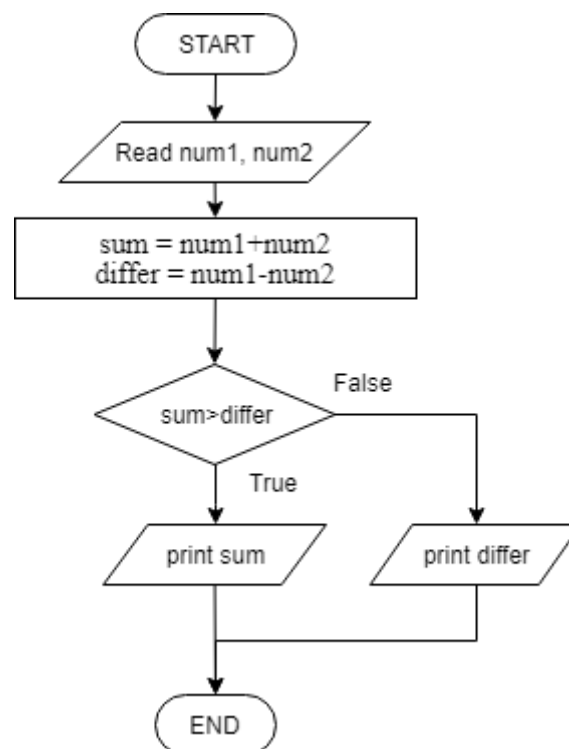 START
Read num1, num2
sum = num1+num2
differ = num1-num2
False
sum>differ
True
print sum
print differ
END